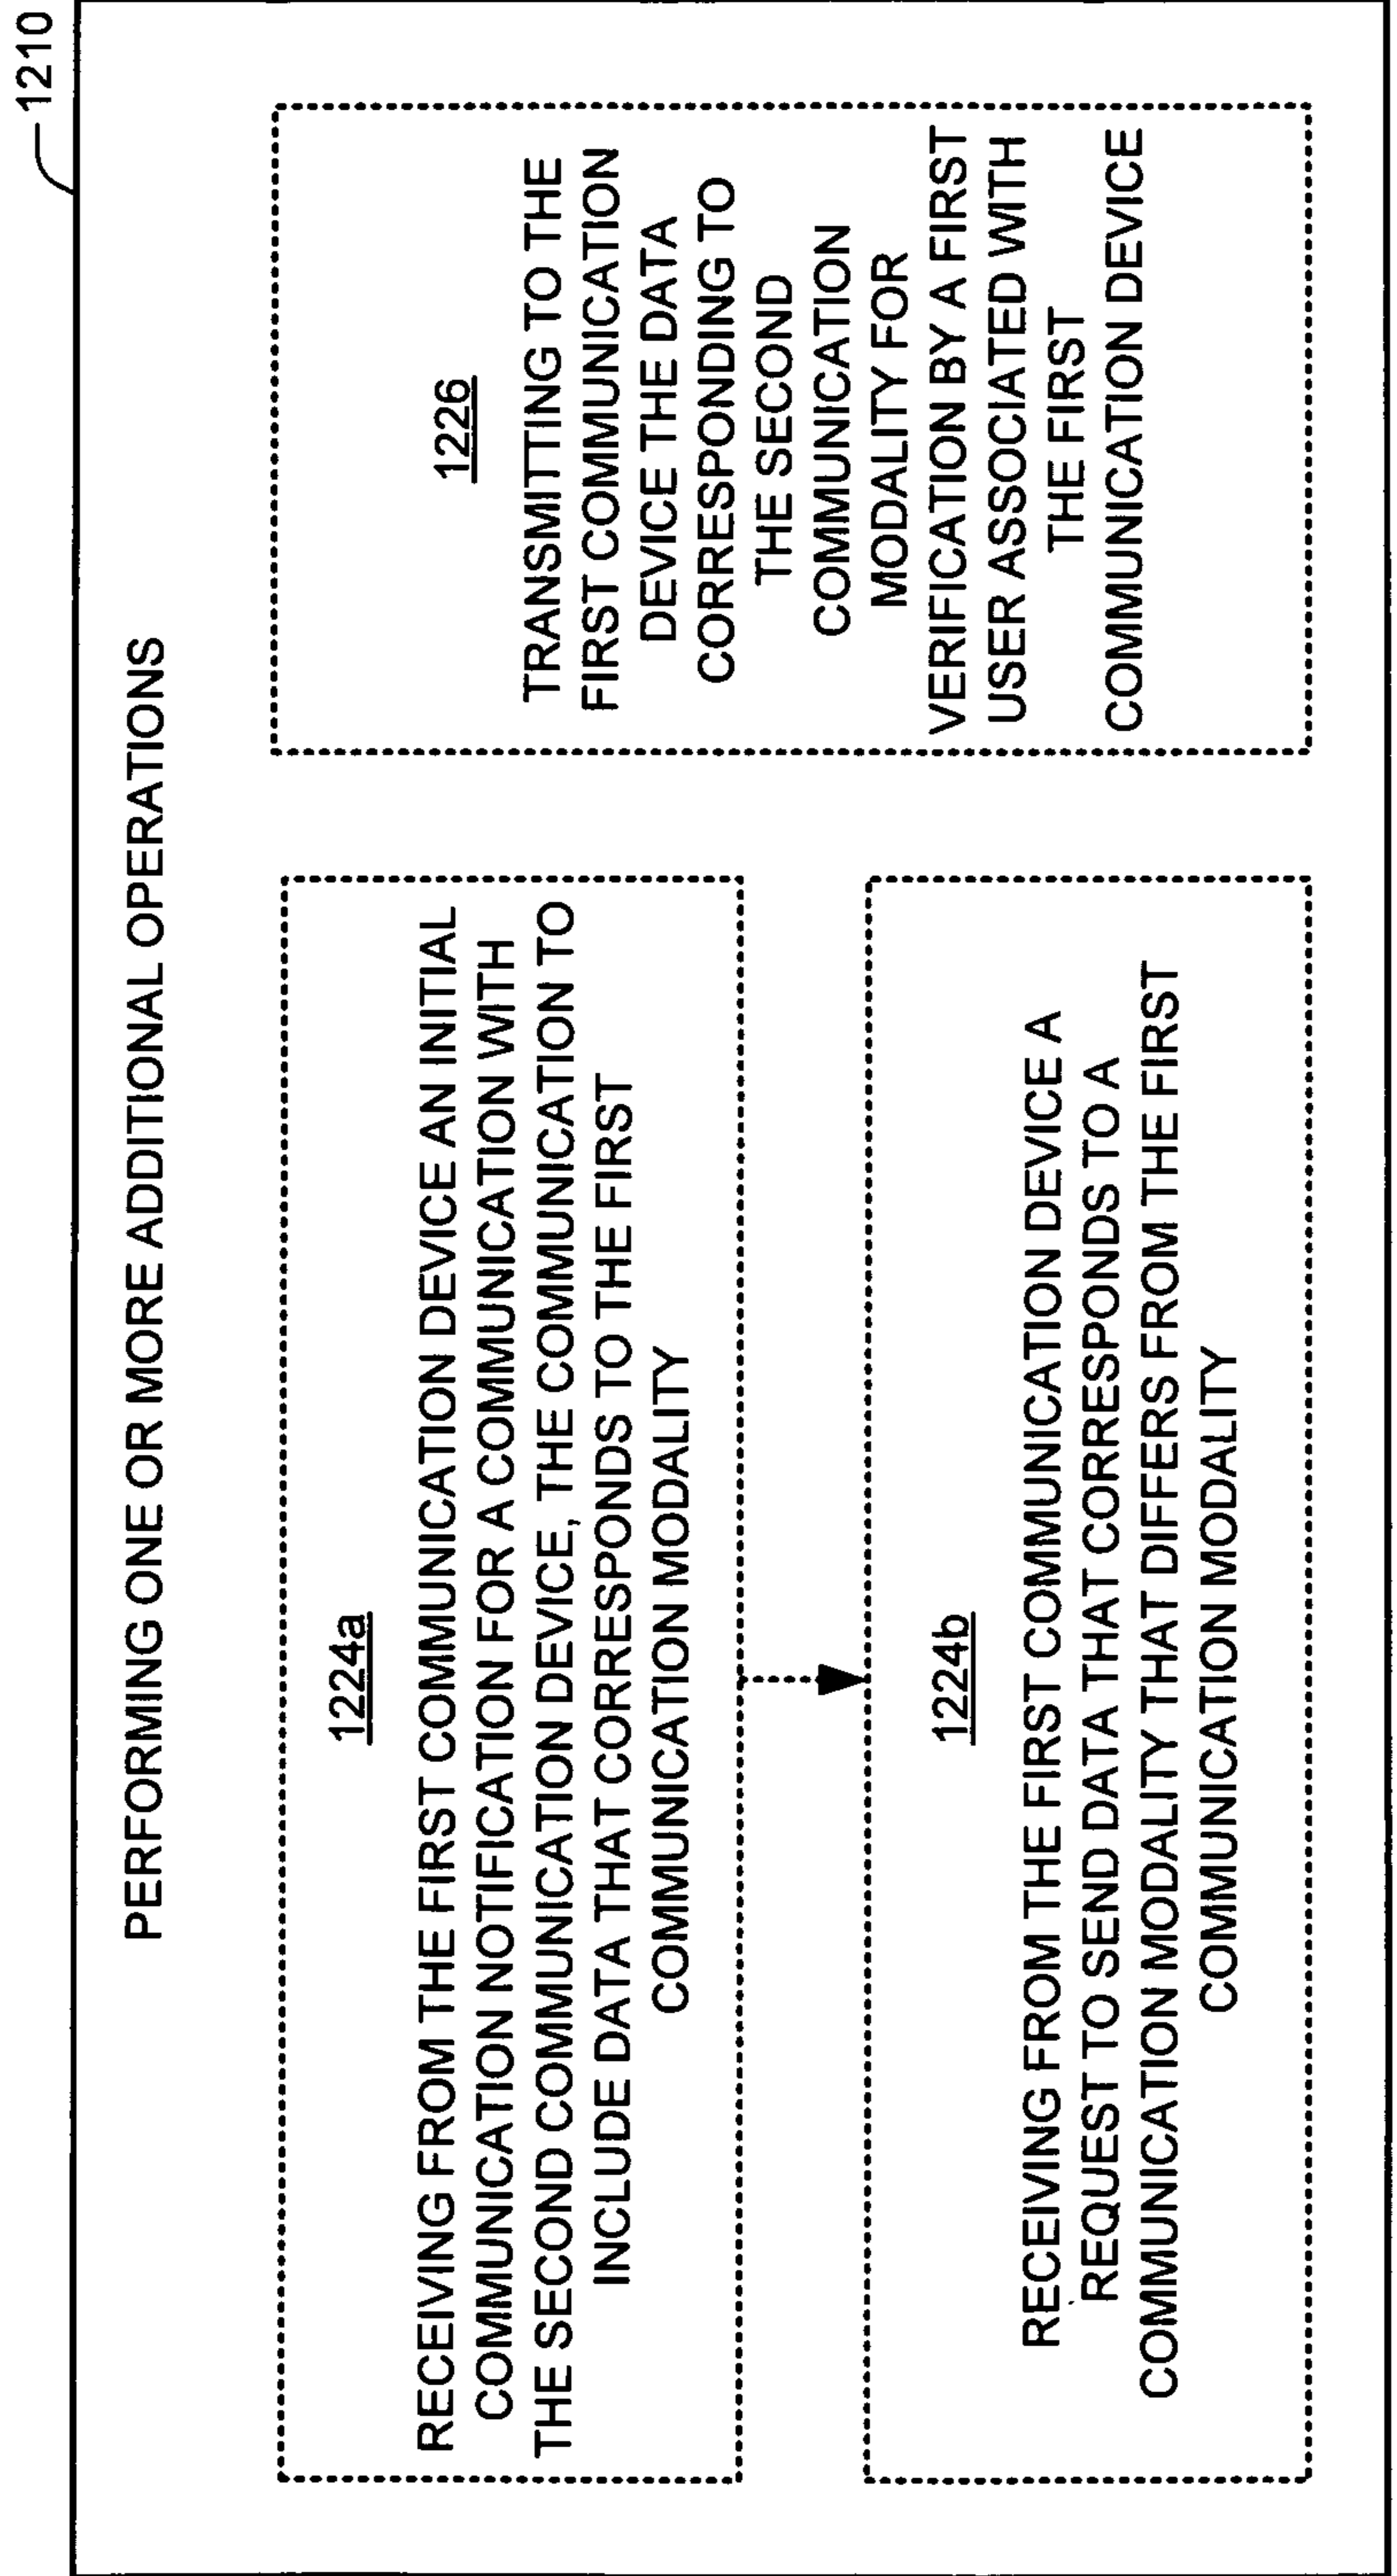 1210
PERFORMING ONE OR MORE ADDITIONAL OPERATIONS
1224a
RECEIVING FROM THE FIRST COMMUNICATION DEVICE AN INITIAL
COMMUNICATION NOTIFICATION FOR A COMMUNICATION WITH
THE SECOND COMMUNICATION DEVICE, THE COMMUNICATION TO
INCLUDE DATA THAT CORRESPONDS TO THE FIRST
COMMUNICATION MODALITY
1224b
RECEIVING FROM THE FIRST COMMUNICATION DEVICE A
REQUEST TO SEND DATA THAT CORRESPONDS TO A
COMMUNICATION MODALITY THAT DIFFERS FROM THE FIRST
COMMUNICATION MODALITY
1226
TRANSMITTING TO THE
FIRST COMMUNICATION
DEVICE THE DATA
CORRESPONDING TO
THE SECOND
COMMUNICATION
MODALITY FOR
VERIFICATION BY A FIRST
USER ASSOCIATED WITH
THE FIRST
COMMUNICATION DEVICE